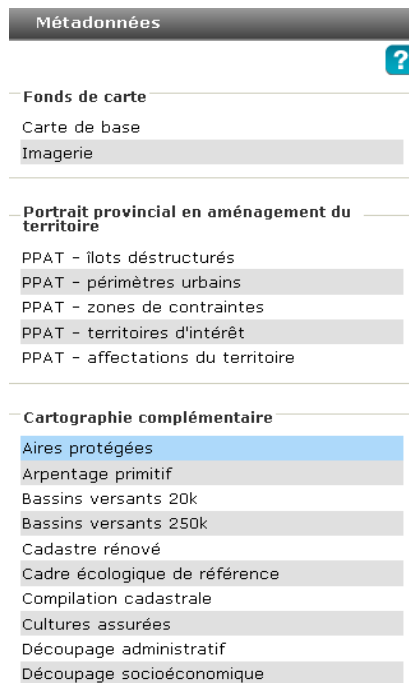 Métadonnées
?
Fonds de carte
Carte de base
Imagerie
Portrait provincial en aménagement du
territoire
PPAT - îlots déstructurés
PPAT - périmètres urbains
PPAT - zones de contraintes
PPAT - territoires d'intérêt
PPAT - affectations du territoire
Cartographie complémentaire
Aires protégées
Arpentage primitif
Bassins versants 20k
Bassins versants 250k
Cadastre rénové
Cadre écologique de référence
Compilation cadastrale
Cultures assurées
Découpage administratif
Découpage socioéconomique